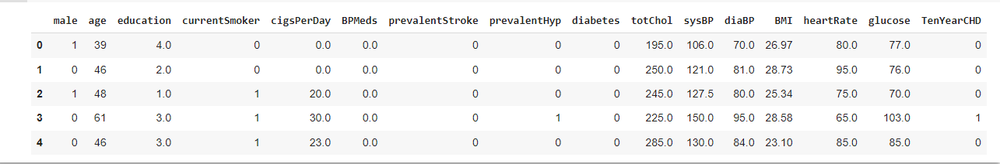 male age education currentSmoker cigsPerDay BPMeds prevalentStroke prevalentHyp diabetes totChol sysBP diaBP BMI heartRate glucose TenYearCHD
0 1 39 4.0 0 0.0 0.0 0 0 0 195.0 106.0 70.0 26.97 80.0 77.0 0
1 0 46 2.0 0 0.0 0.0 0 0 0 250.0 121.0 81.0 28.73 95.0 76.0 0
2 1 48 1.0 1 20.0 0.0 0 0 0 245.0 127.5 80.0 25.34 75.0 70.0 0
3 0 61 3.0 1 30.0 0.0 0 1 0 225.0 150.0 95.0 28.58 65.0 103.0 1
4 0 46 3.0 1 23.0 0.0 0 0 0 285.0 130.0 84.0 23.10 85.0 85.0 0